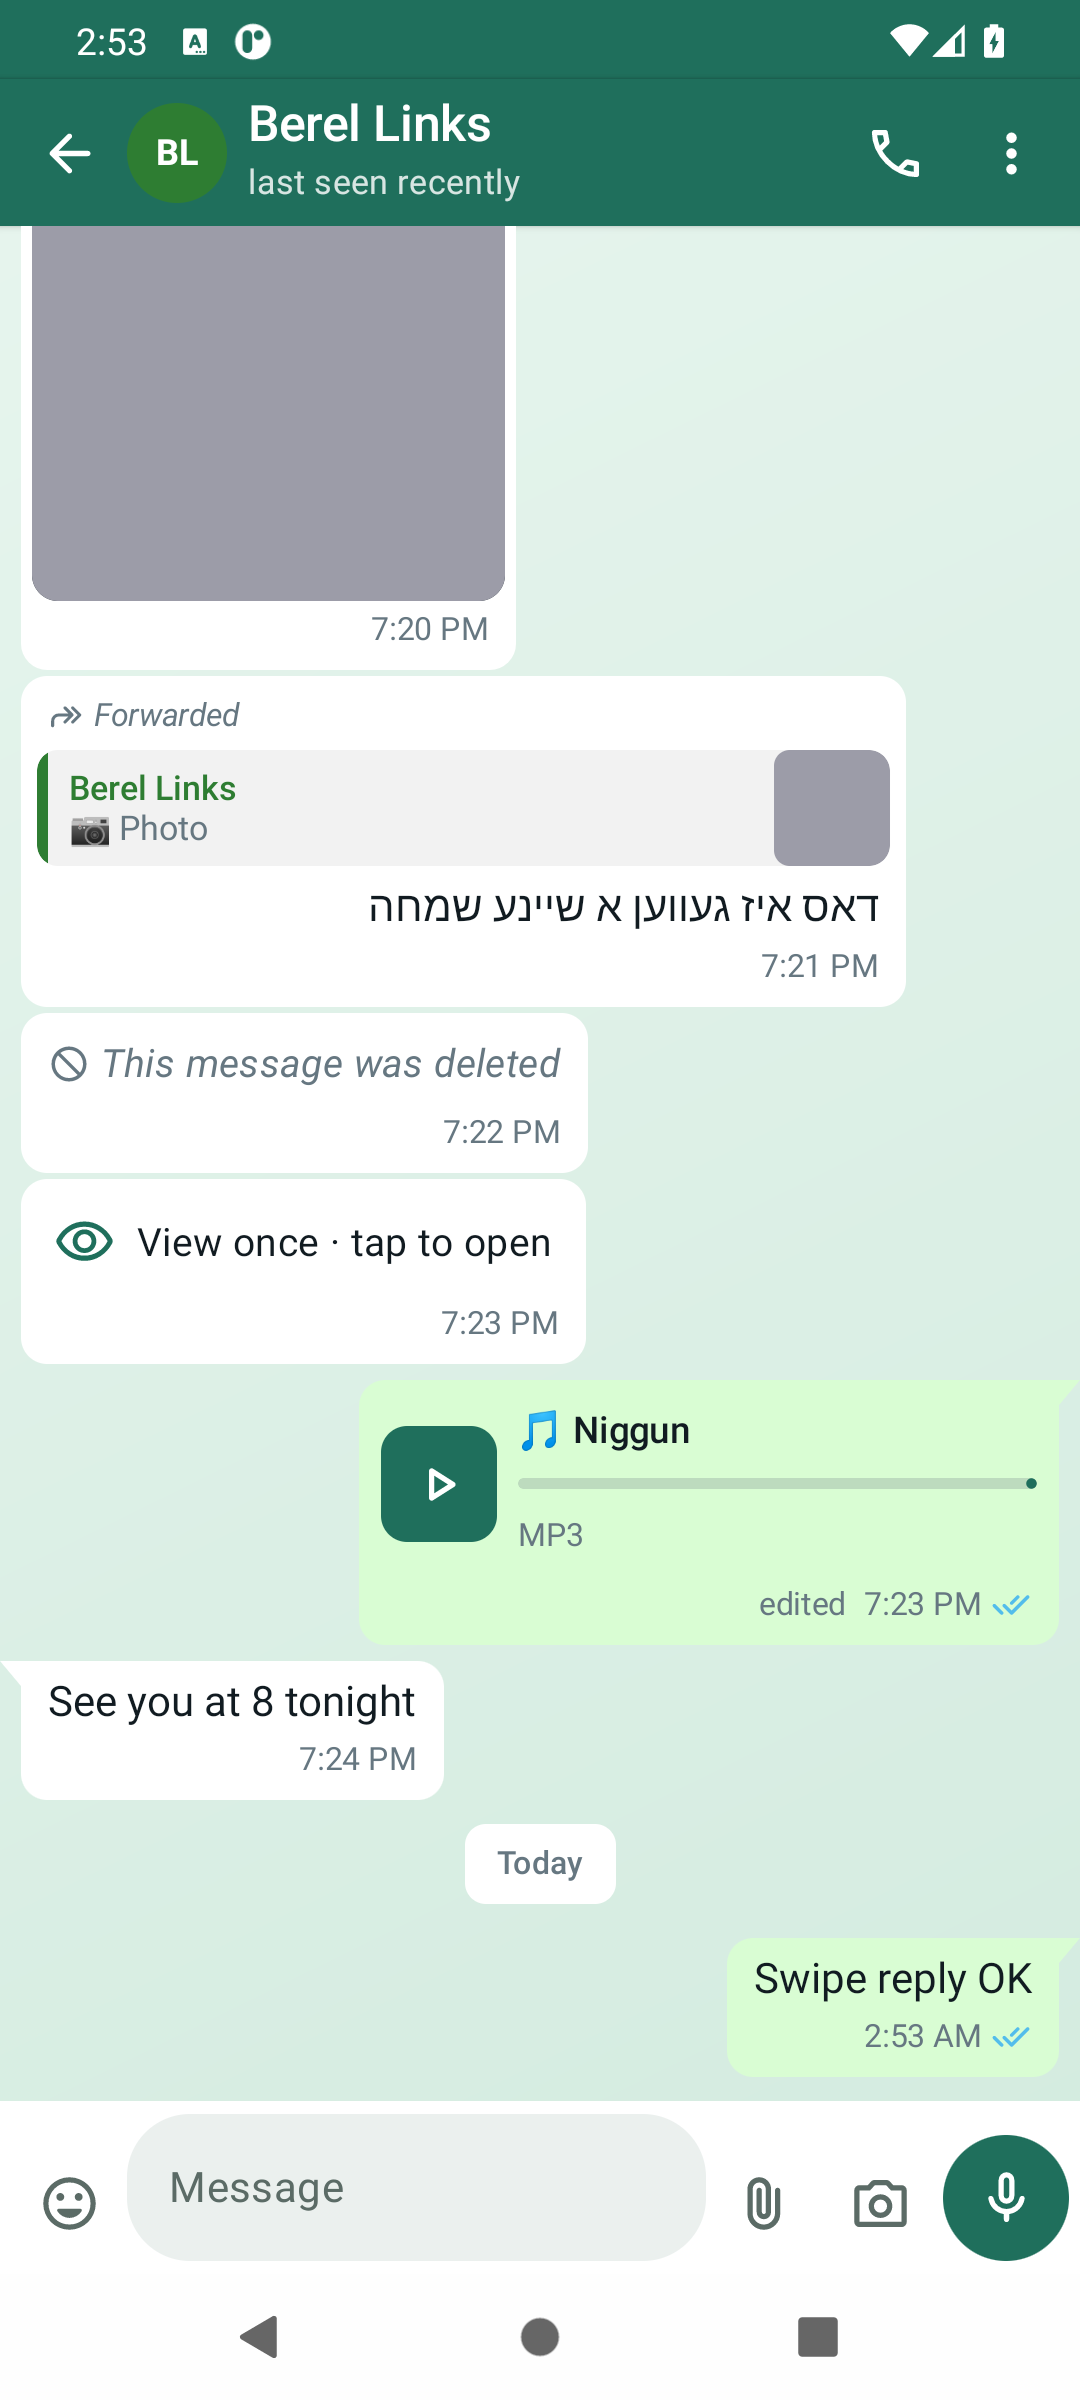 2:53
BL
Berel Links
last seen recently
7:20 PM
Forwarded
Berel Links
📷 Photo
דאס איז געווען א שיינע שמחה
7:21 PM
This message was deleted
7:22 PM
View once · tap to open
7:23 PM
🎵 Niggun
MP3
edited 7:23 PM
See you at 8 tonight
7:24 PM
Today
Swipe reply OK
2:53 AM
Message